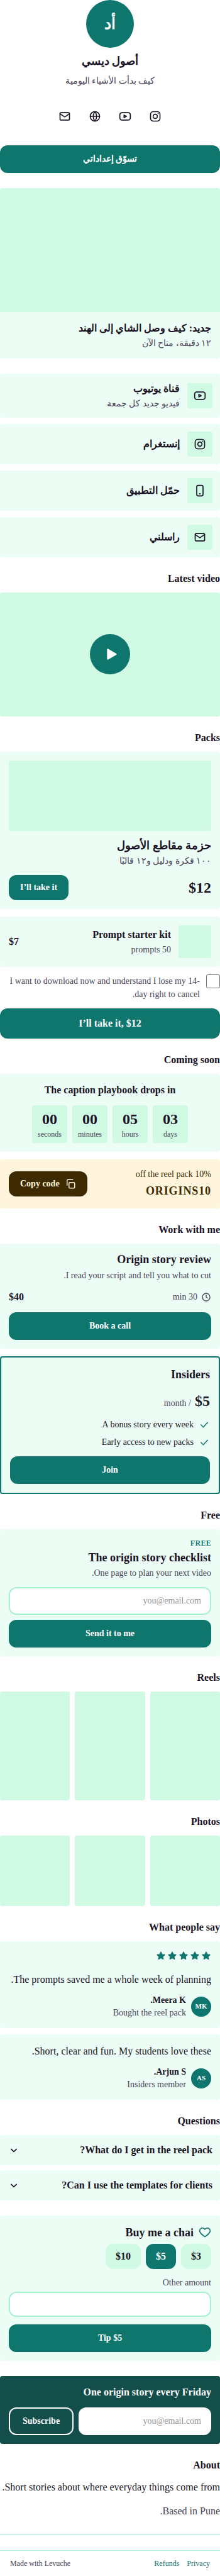 أد
أصول ديسي
كيف بدأت الأشياء اليومية
تسوّق إعداداتي
جديد: كيف وصل الشاي إلى الهند
١٢ دقيقة، متاح الآن
قناة يوتيوب
فيديو جديد كل جمعة
إنستغرام
حمّل التطبيق
راسلني
Latest video
Packs
حزمة مقاطع الأصول
١٠٠ فكرة ودليل و١٢ قالبًا
$12
I'll take it
Prompt starter kit
50 prompts
$7
I want to download now and understand I lose my 14-day right to cancel.
I'll take it, $12
Coming soon
The caption playbook drops in
03 days
05 hours
00 minutes
00 seconds
10% off the reel pack
ORIGINS10
Copy code
Work with me
Origin story review
I read your script and tell you what to cut.
30 min
$40
Book a call
Insiders
$5 / month
A bonus story every week
Early access to new packs
Join
Free
FREE
The origin story checklist
One page to plan your next video.
you@email.com
Send it to me
Reels
Photos
What people say
The prompts saved me a whole week of planning.
MK
Meera K.
Bought the reel pack
Short, clear and fun. My students love these.
AS
Arjun S.
Insiders member
Questions
What do I get in the reel pack?
Can I use the templates for clients?
Buy me a chai
$3
$5
$10
Other amount
Tip $5
One origin story every Friday
you@email.com
Subscribe
About
Short stories about where everyday things come from.
Based in Pune.
Privacy
Refunds
Made with Levuche